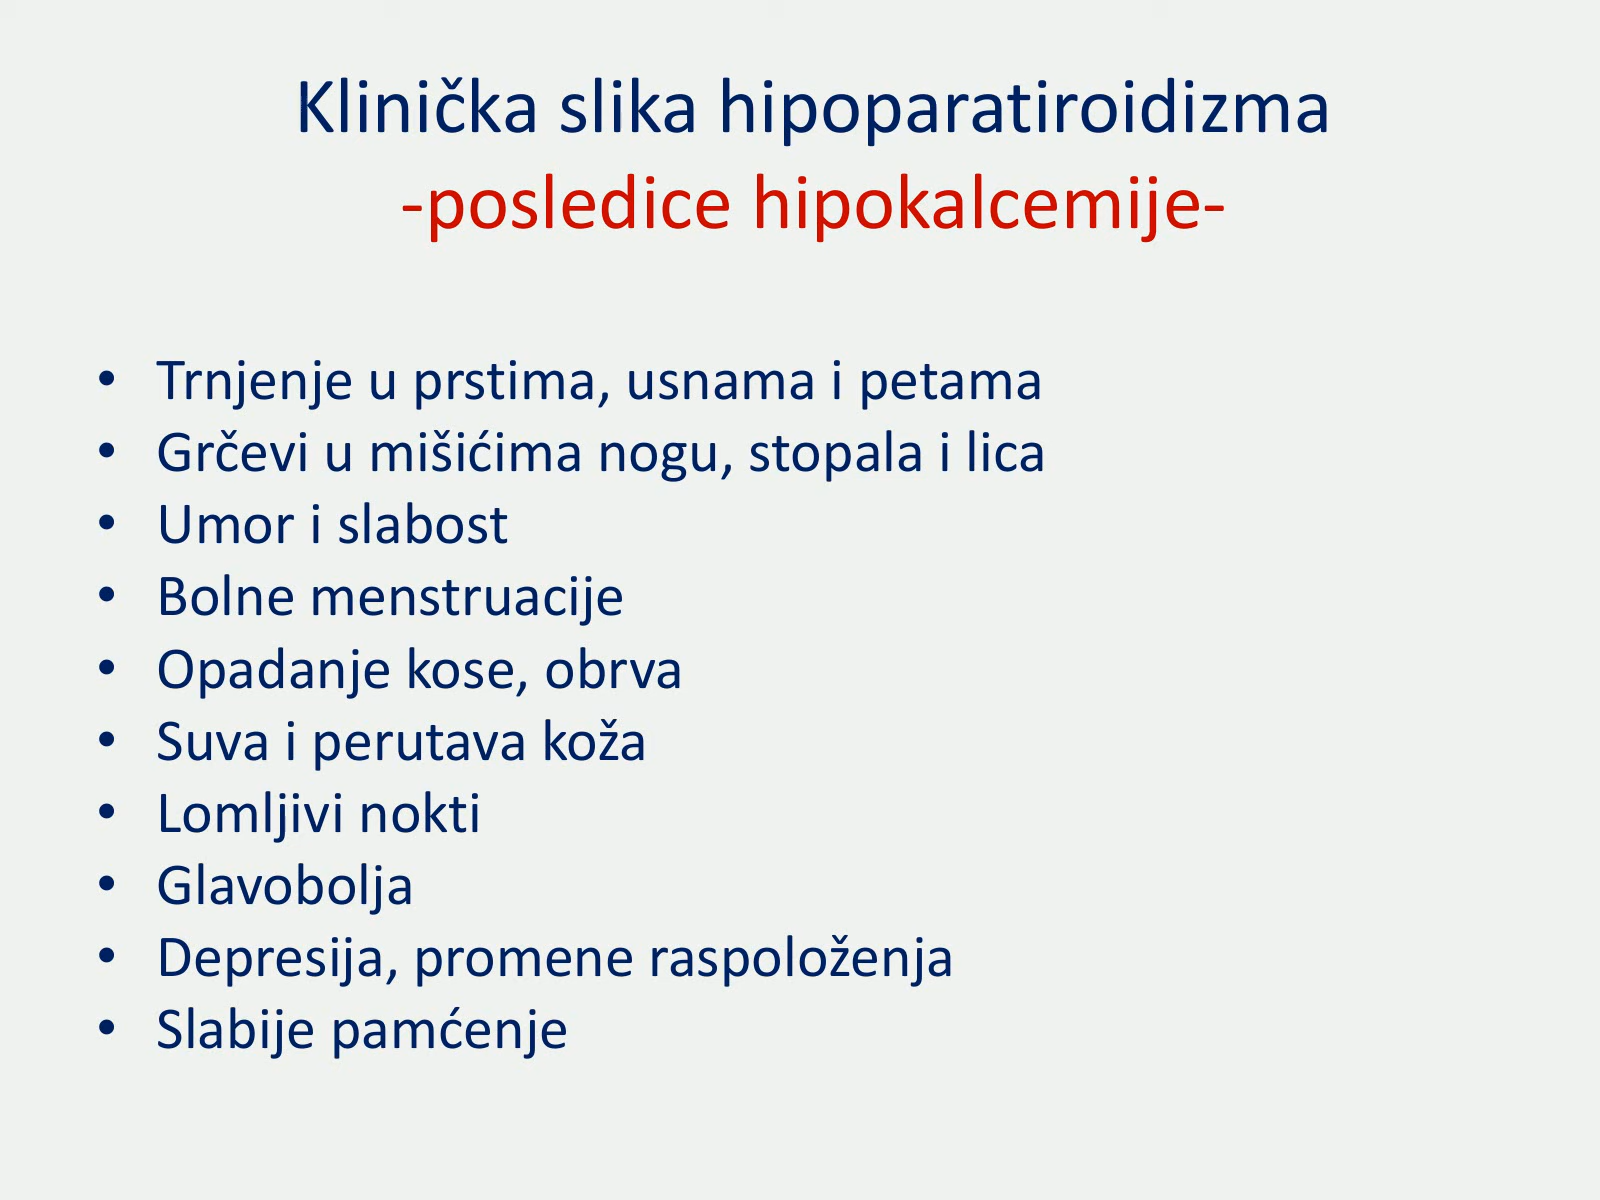 Klinička slika hipoparatiroidizma
-posledice hipokalcemije-
• Trnjenje u prstima, usnama i petama
• Grčevi u mišićima nogu, stopala i lica
• Umor i slabost
• Bolne menstruacije
• Opadanje kose, obrva
• Suva i perutava koža
• Lomljivi nokti
• Glavobolja
• Depresija, promene raspoloženja
• Slabije pamćenje